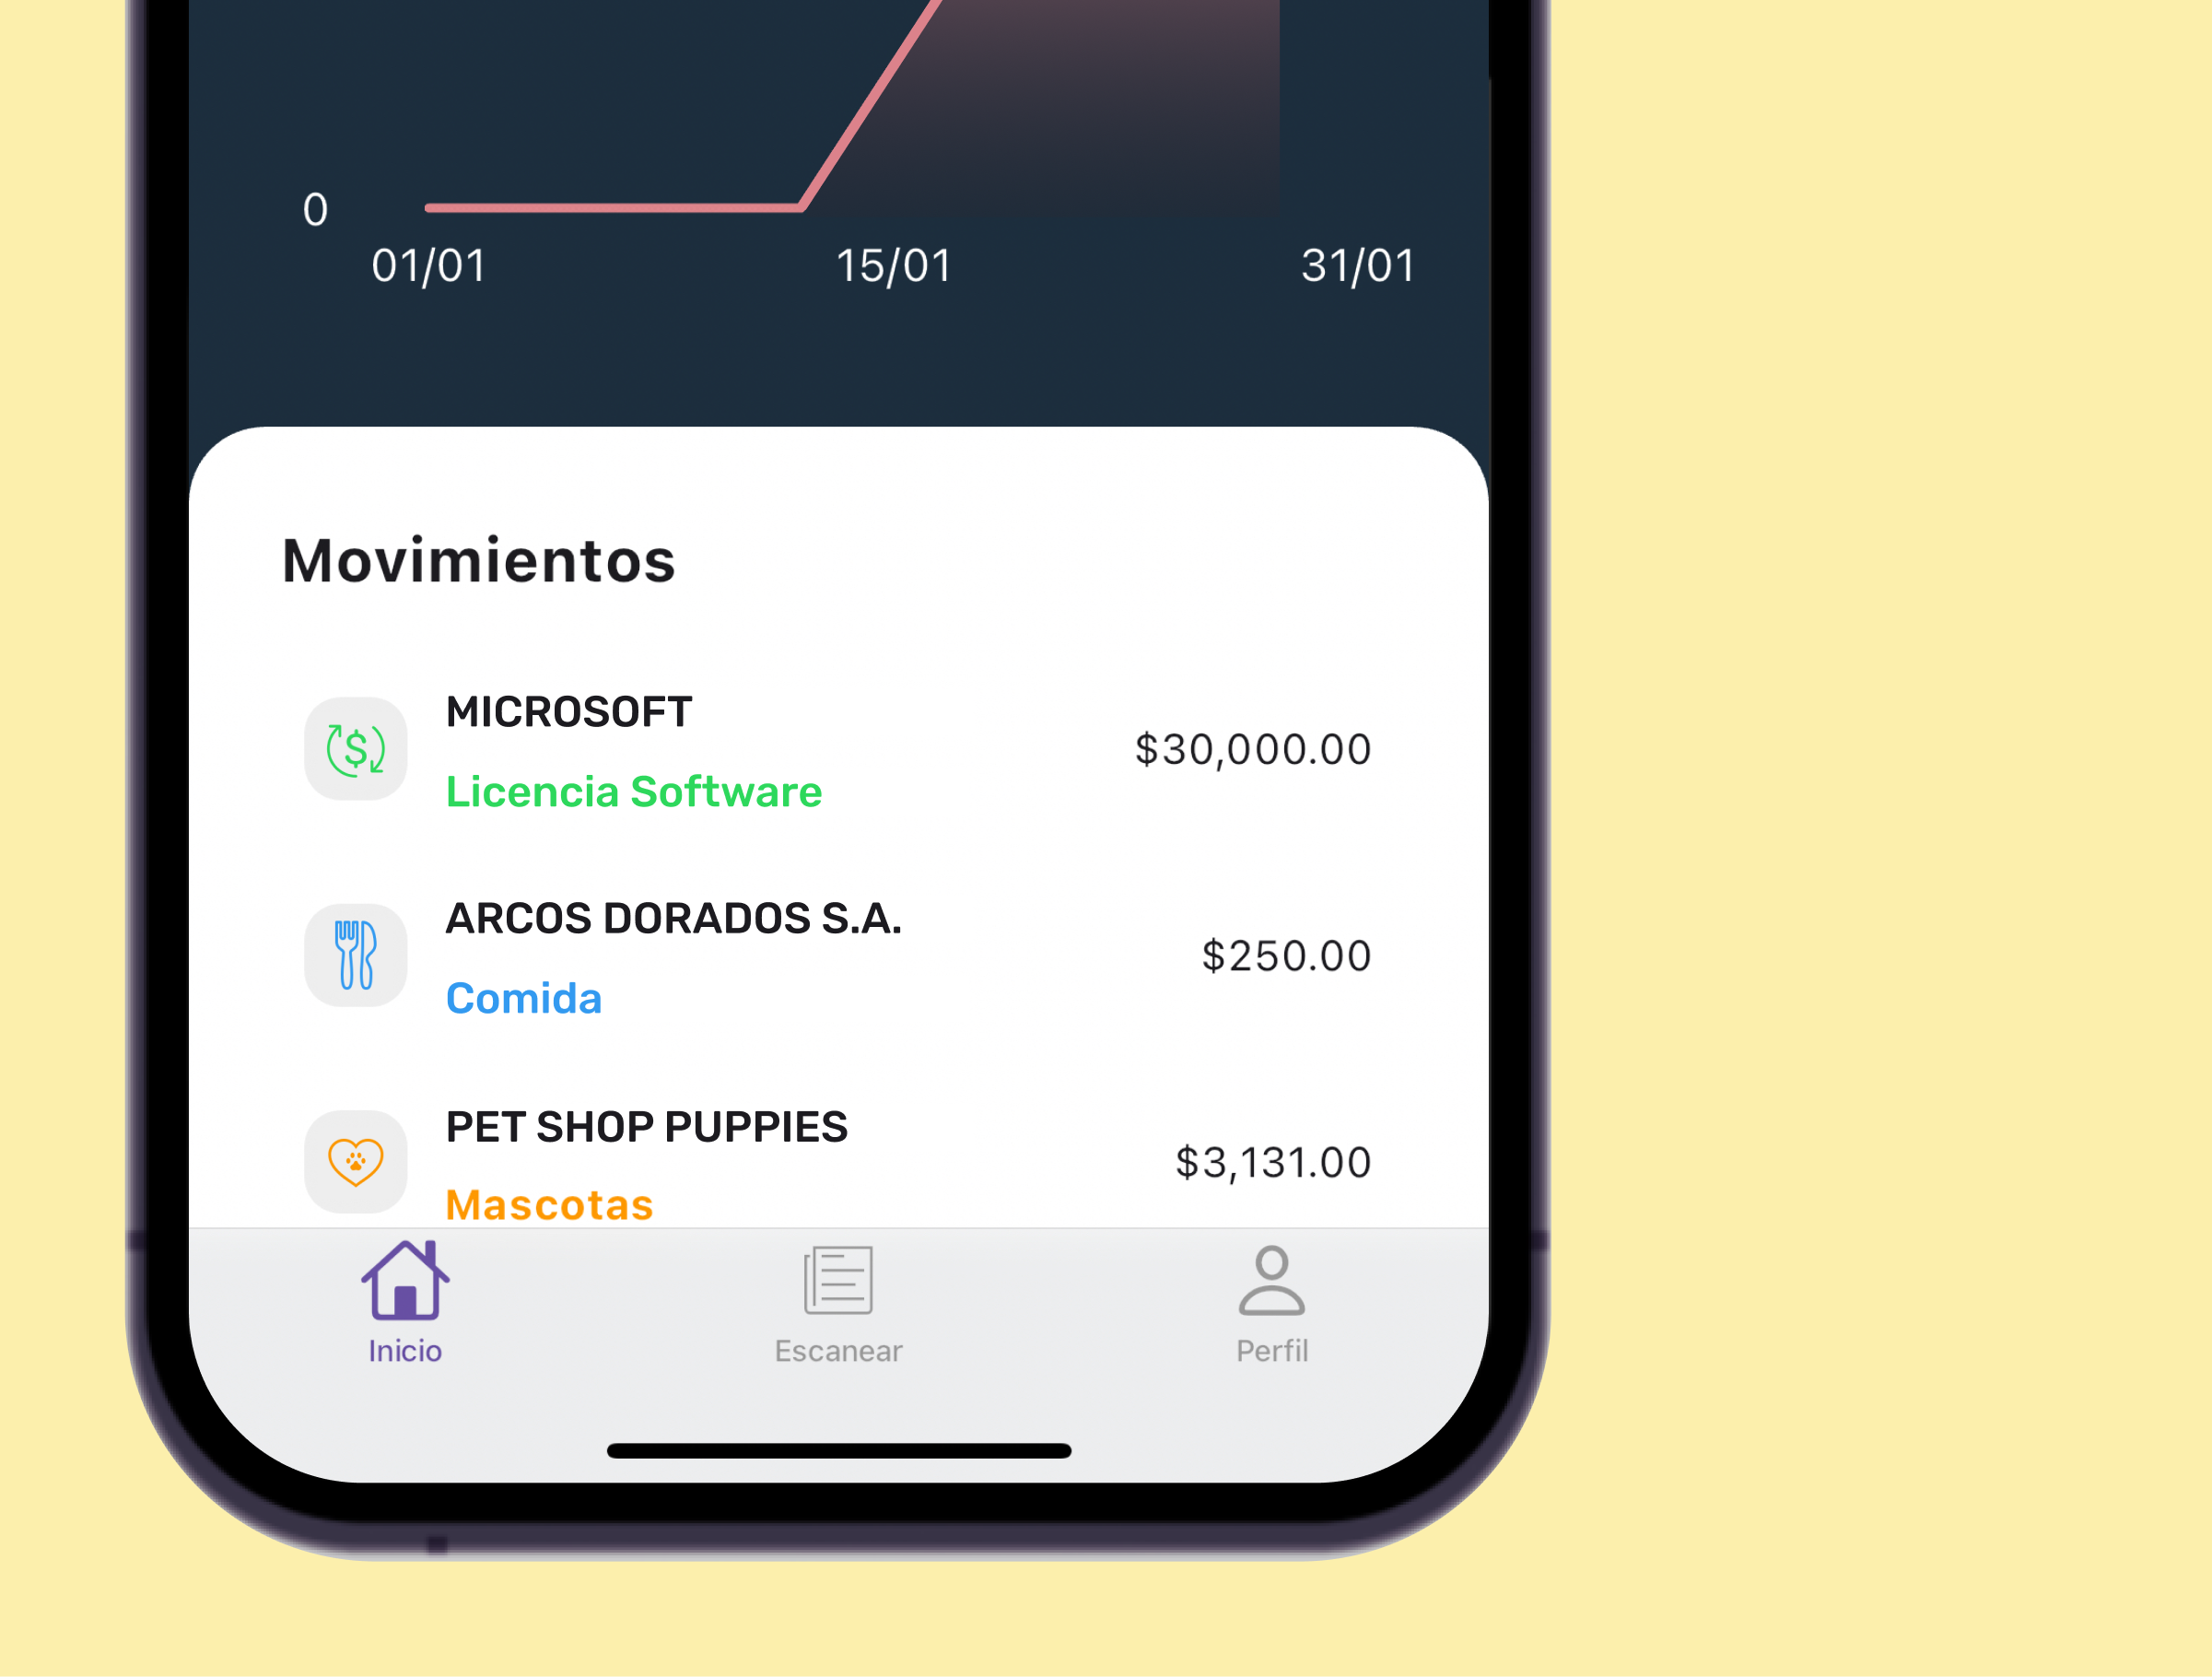 0
01/01 15/01 31/01
Movimientos
MICROSOFT
Licencia Software
$30,000.00
ARCOS DORADOS S.A.
Comida
$250.00
PET SHOP PUPPIES
Mascotas
$3,131.00
Inicio Escanear Perfil